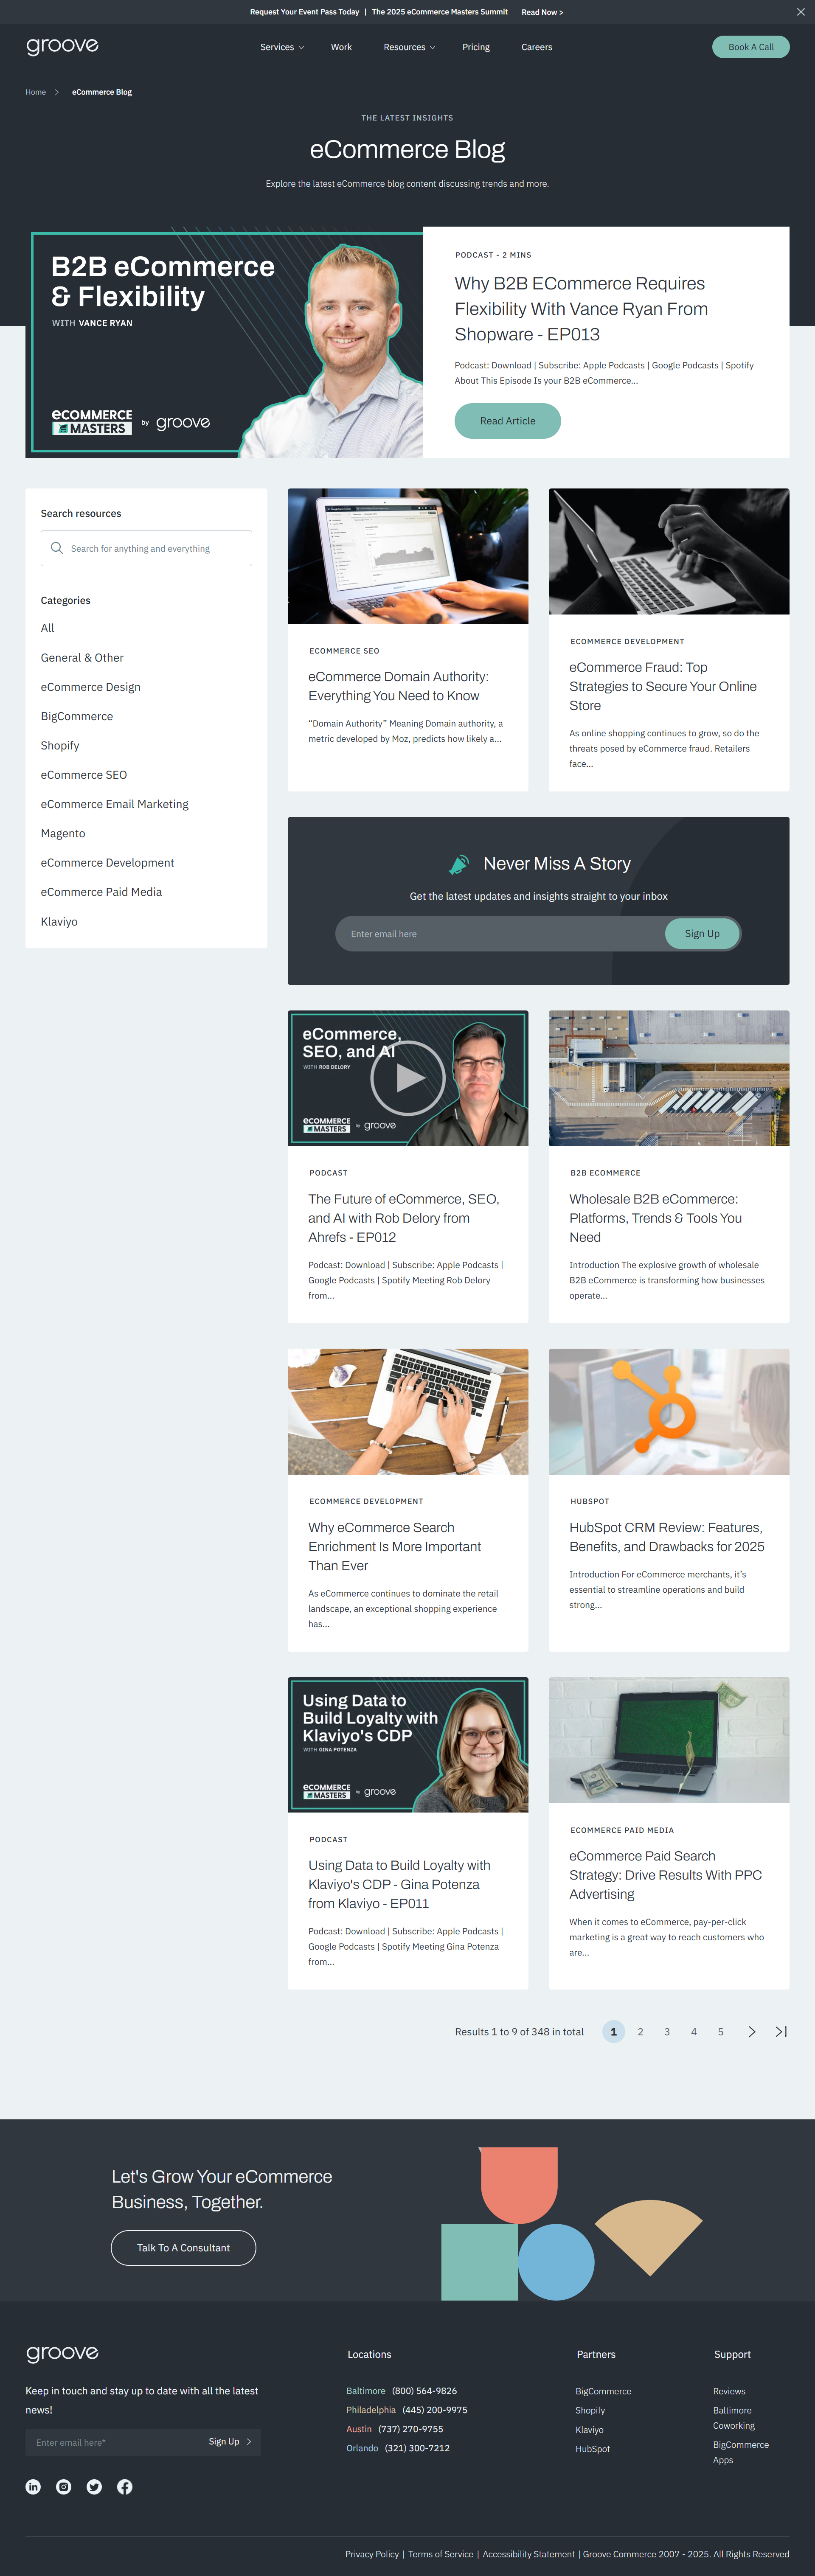 Request Your Event Pass Today | The 2025 eCommerce Masters Summit Read Now >
groove
Services
Work
Resources
Pricing
Careers
Book A Call
Home
eCommerce Blog
THE LATEST INSIGHTS
eCommerce Blog
Explore the latest eCommerce blog content discussing trends and more.
B2B eCommerce
& Flexibility
WITH VANCE RYAN
ECOMMERCE
MASTERS
by groove
PODCAST - 2 MINS
Why B2B ECommerce Requires
Flexibility With Vance Ryan From
Shopware - EP013
Podcast: Download | Subscribe: Apple Podcasts | Google Podcasts | Spotify
About This Episode Is your B2B eCommerce...
Read Article
Search resources
Search for anything and everything
Categories
All
General & Other
eCommerce Design
BigCommerce
Shopify
eCommerce SEO
eCommerce Email Marketing
Magento
eCommerce Development
eCommerce Paid Media
Klaviyo
ECOMMERCE SEO
eCommerce Domain Authority:
Everything You Need to Know
“Domain Authority” Meaning Domain authority, a
metric developed by Moz, predicts how likely a...
ECOMMERCE DEVELOPMENT
eCommerce Fraud: Top
Strategies to Secure Your Online
Store
As online shopping continues to grow, so do the
threats posed by eCommerce fraud. Retailers
face...
Never Miss A Story
Get the latest updates and insights straight to your inbox
Enter email here
Sign Up
eCommerce,
SEO, and AI
WITH ROB DELORY
ECOMMERCE
MASTERS
by groove
PODCAST
The Future of eCommerce, SEO,
and AI with Rob Delory from
Ahrefs - EP012
Podcast: Download | Subscribe: Apple Podcasts |
Google Podcasts | Spotify Meeting Rob Delory
from...
B2B ECOMMERCE
Wholesale B2B eCommerce:
Platforms, Trends & Tools You
Need
Introduction The explosive growth of wholesale
B2B eCommerce is transforming how businesses
operate...
ECOMMERCE DEVELOPMENT
Why eCommerce Search
Enrichment Is More Important
Than Ever
As eCommerce continues to dominate the retail
landscape, an exceptional shopping experience
has...
HUBSPOT
HubSpot CRM Review: Features,
Benefits, and Drawbacks for 2025
Introduction For eCommerce merchants, it’s
essential to streamline operations and build
strong...
Using Data to
Build Loyalty with
Klaviyo's CDP
WITH GINA POTENZA
ECOMMERCE
MASTERS
by groove
PODCAST
Using Data to Build Loyalty with
Klaviyo's CDP - Gina Potenza
from Klaviyo - EP011
Podcast: Download | Subscribe: Apple Podcasts |
Google Podcasts | Spotify Meeting Gina Potenza
from...
ECOMMERCE PAID MEDIA
eCommerce Paid Search
Strategy: Drive Results With PPC
Advertising
When it comes to eCommerce, pay-per-click
marketing is a great way to reach customers who
are...
Results 1 to 9 of 348 in total 1 2 3 4 5
Let's Grow Your eCommerce
Business, Together.
Talk To A Consultant
groove
Keep in touch and stay up to date with all the latest
news!
Enter email here*
Sign Up
Locations
Baltimore (800) 564-9826
Philadelphia (445) 200-9975
Austin (737) 270-9755
Orlando (321) 300-7212
Partners
BigCommerce
Shopify
Klaviyo
HubSpot
Support
Reviews
Baltimore
Coworking
BigCommerce
Apps
Privacy Policy | Terms of Service | Accessibility Statement | Groove Commerce 2007 - 2025. All Rights Reserved